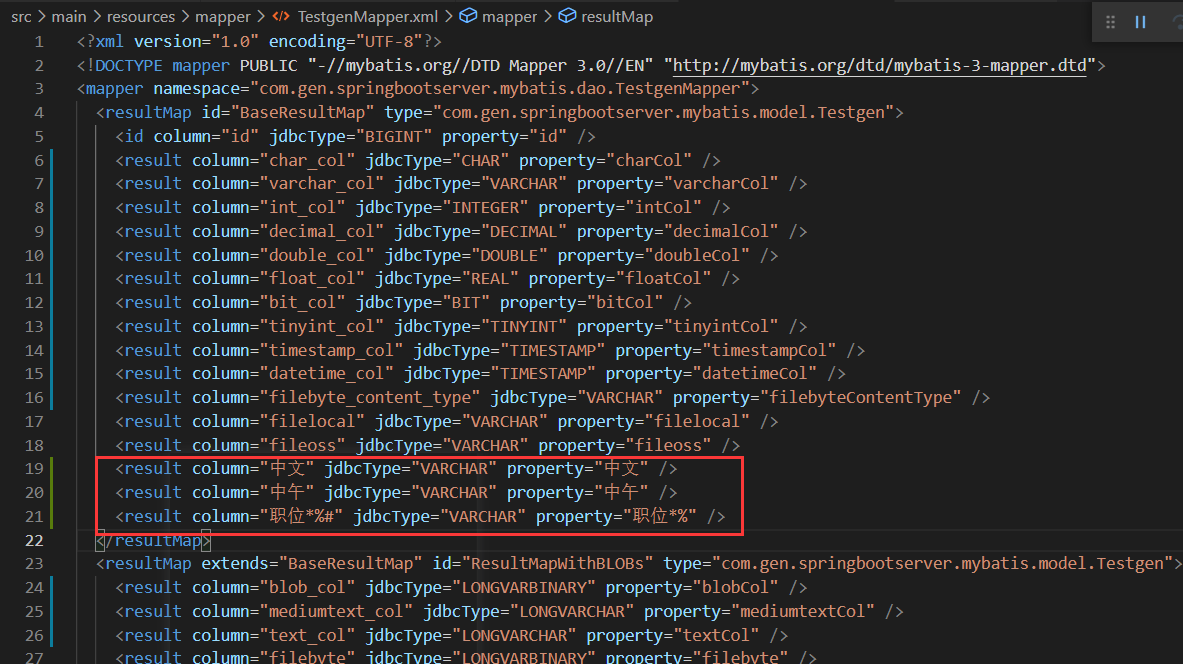 src > main > resources > mapper > TestgenMapper.xml > mapper > resultMap
1 <?xml version="1.0" encoding="UTF-8"?>
2 <!DOCTYPE mapper PUBLIC "-//mybatis.org//DTD Mapper 3.0//EN" "http://mybatis.org/dtd/mybatis-3-mapper.dtd">
3 <mapper namespace="com.gen.springbootserver.mybatis.dao.TestgenMapper">
4 <resultMap id="BaseResultMap" type="com.gen.springbootserver.mybatis.model.Testgen">
5 <id column="id" jdbcType="BIGINT" property="id" />
6 <result column="char_col" jdbcType="CHAR" property="charCol" />
7 <result column="varchar_col" jdbcType="VARCHAR" property="varcharCol" />
8 <result column="int_col" jdbcType="INTEGER" property="intCol" />
9 <result column="decimal_col" jdbcType="DECIMAL" property="decimalCol" />
10 <result column="double_col" jdbcType="DOUBLE" property="doubleCol" />
11 <result column="float_col" jdbcType="REAL" property="floatCol" />
12 <result column="bit_col" jdbcType="BIT" property="bitCol" />
13 <result column="tinyint_col" jdbcType="TINYINT" property="tinyintCol" />
14 <result column="timestamp_col" jdbcType="TIMESTAMP" property="timestampCol" />
15 <result column="datetime_col" jdbcType="TIMESTAMP" property="datetimeCol" />
16 <result column="filebyte_content_type" jdbcType="VARCHAR" property="filebyteContentType" />
17 <result column="filelocal" jdbcType="VARCHAR" property="filelocal" />
18 <result column="fileoss" jdbcType="VARCHAR" property="fileoss" />
19 <result column="中文" jdbcType="VARCHAR" property="中文" />
20 <result column="中午" jdbcType="VARCHAR" property="中午" />
21 <result column="职位*%#" jdbcType="VARCHAR" property="职位*%" />
22 </resultMap>
23 <resultMap extends="BaseResultMap" id="ResultMapWithBLOBs" type="com.gen.springbootserver.mybatis.model.Testgen">
24 <result column="blob_col" jdbcType="LONGVARBINARY" property="blobCol" />
25 <result column="mediumtext_col" jdbcType="LONGVARCHAR" property="mediumtextCol" />
26 <result column="text_col" jdbcType="LONGVARCHAR" property="textCol" />
27 <result column="filebyte" jdbcType="LONGVARBINARY" property="filebyte" />